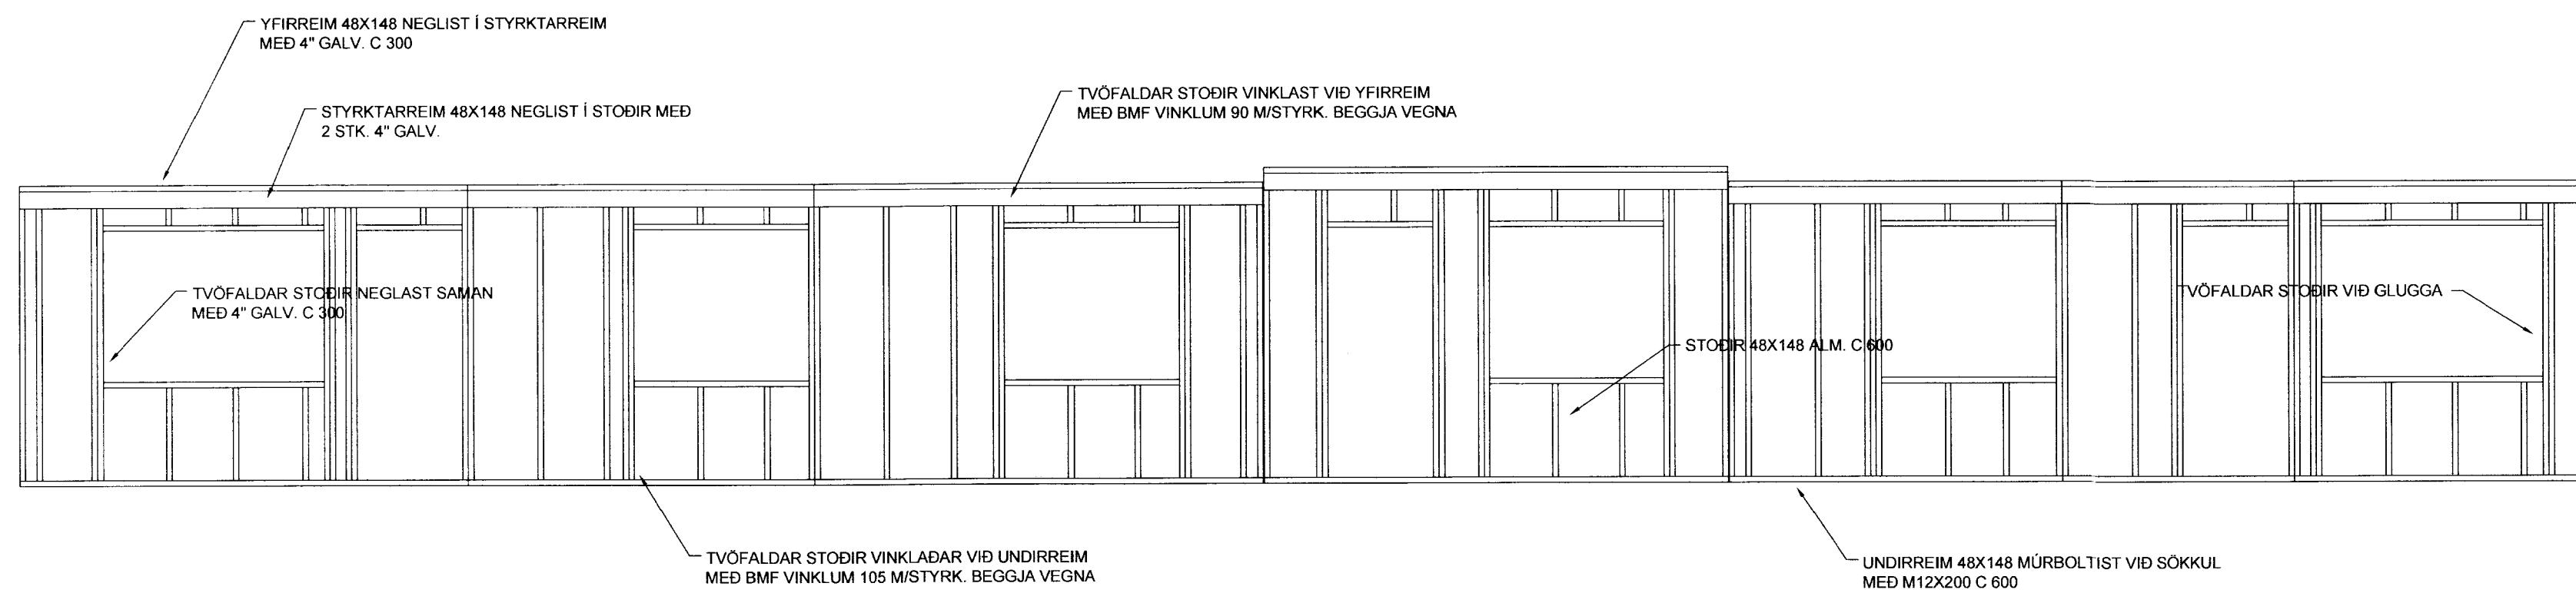 YFIRREIM 48X148 NEGLIST Í STYRKTARREIM
MEÐ 4" GALV. C 300
STYRKTARREIM 48X148 NEGLIST Í STOÐIR MEÐ
2 STK. 4" GALV.
TVÖFALDAR STOÐIR VINKLAST VIÐ YFIRREIM
MEÐ BMF VINKLUM 90 M/STYRK. BEGGJA VEGNA
TVÖFALDAR STOÐIR NEGLAST SAMAN
MEÐ 4" GALV. C 300
TVÖFALDAR STOÐIR VIÐ GLUGGA
STOÐIR 48X148 ALM. C 600
TVÖFALDAR STOÐIR VINKLAÐAR VIÐ UNDIRREIM
MEÐ BMF VINKLUM 105 M/STYRK. BEGGJA VEGNA
UNDIRREIM 48X148 MÚRBOLTIST VIÐ SÖKKUL
MEÐ M12X200 C 600